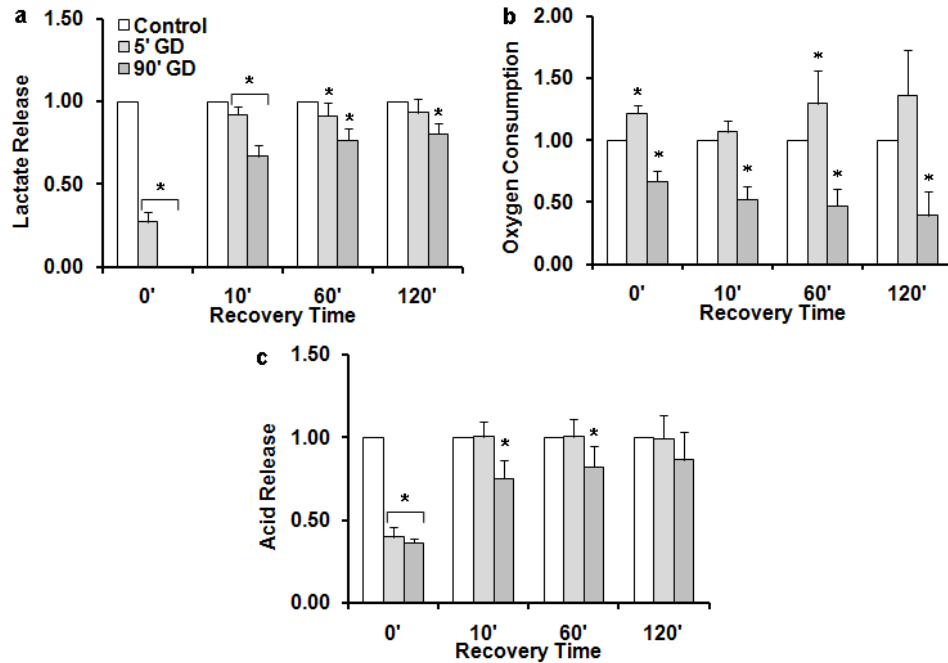 a
1.50
1.00
0.50
0.00
Lactate Release
Control
5' GD
90' GD
*
*
*
*
*
0' 10' 60' 120'
Recovery Time
b
2.00
1.50
1.00
0.50
0.00
Oxygen Consumption
*
*
*
*
*
*
0' 10' 60' 120'
Recovery Time
c
1.50
1.00
0.50
0.00
Acid Release
*
*
*
0' 10' 60' 120'
Recovery Time